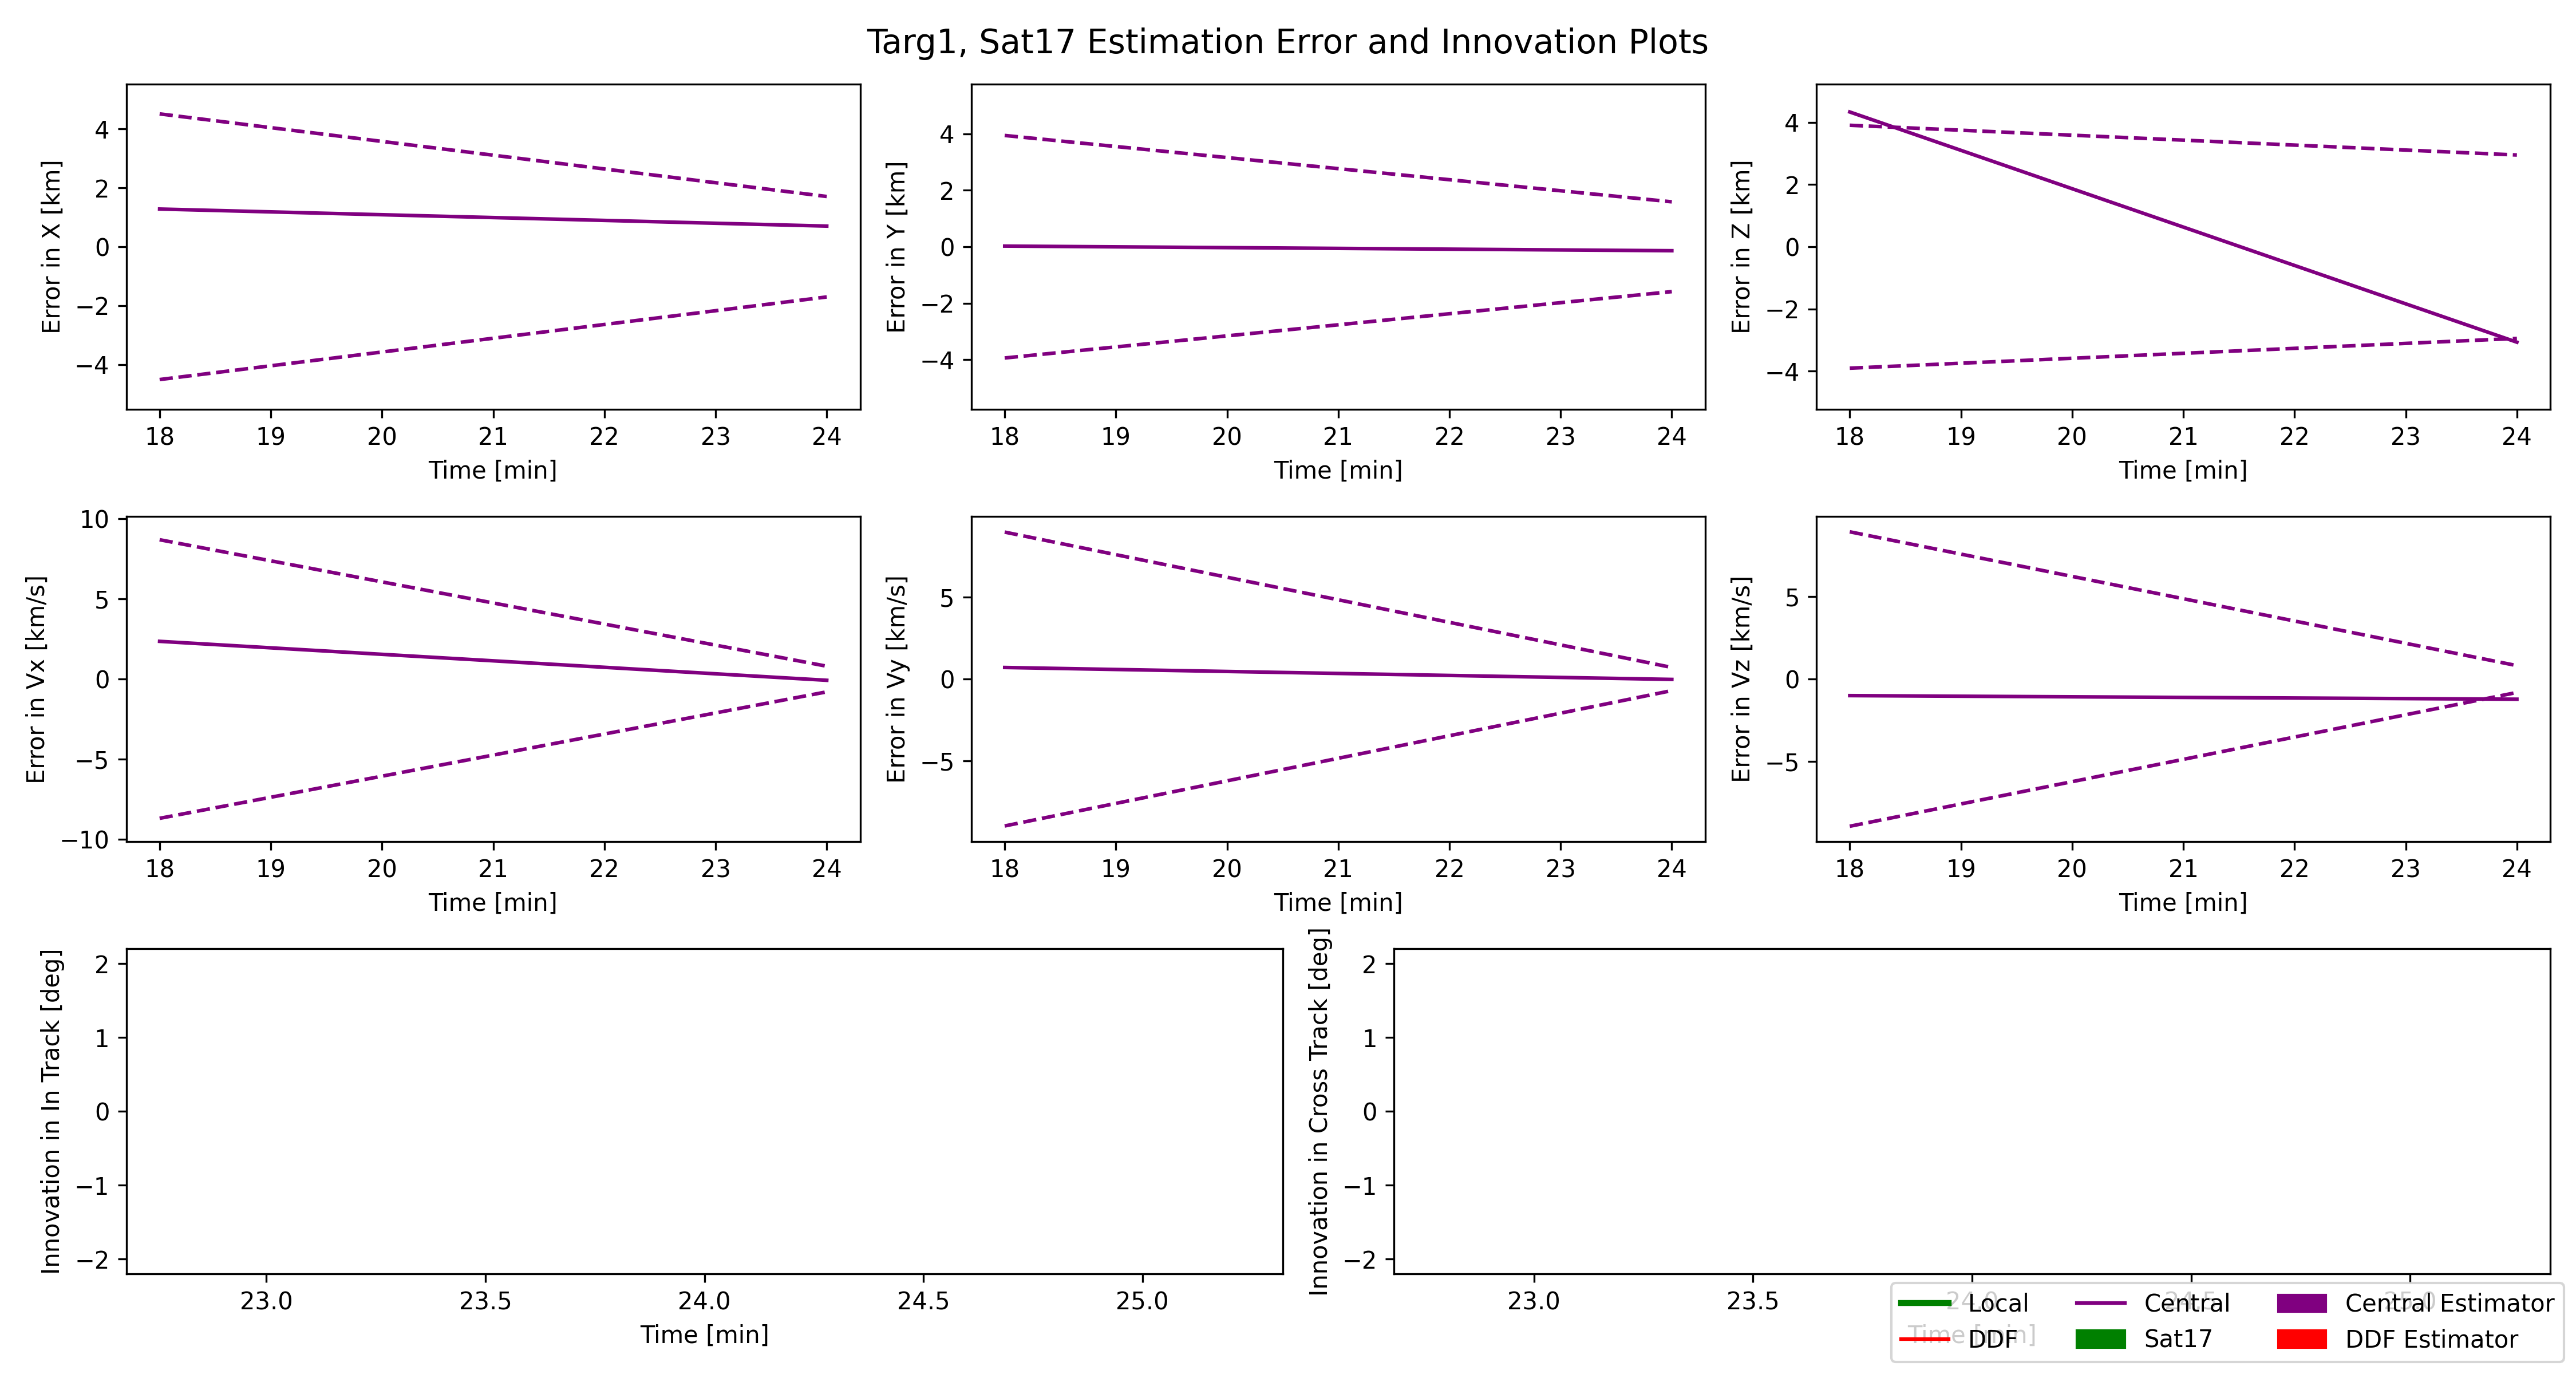 Targ1, Sat17 Estimation Error and Innovation Plots
Error in X [km]
4
2
0
−2
−4
18 19 20 21 22 23 24
Time [min]
Error in Y [km]
4
2
0
−2
−4
18 19 20 21 22 23 24
Time [min]
Error in Z [km]
4
2
0
−2
−4
18 19 20 21 22 23 24
Time [min]
Error in Vx [km/s]
10
5
0
−5
−10
18 19 20 21 22 23 24
Time [min]
Error in Vy [km/s]
5
0
−5
18 19 20 21 22 23 24
Time [min]
Error in Vz [km/s]
5
0
−5
18 19 20 21 22 23 24
Time [min]
Innovation in In Track [deg]
2
1
0
−1
−2
23.0 23.5 24.0 24.5 25.0
Time [min]
Innovation in Cross Track [deg]
2
1
0
−1
−2
23.0 23.5 24.0 24.5 25.0
Time [min]
Local Central Central Estimator
DDF Sat17 DDF Estimator